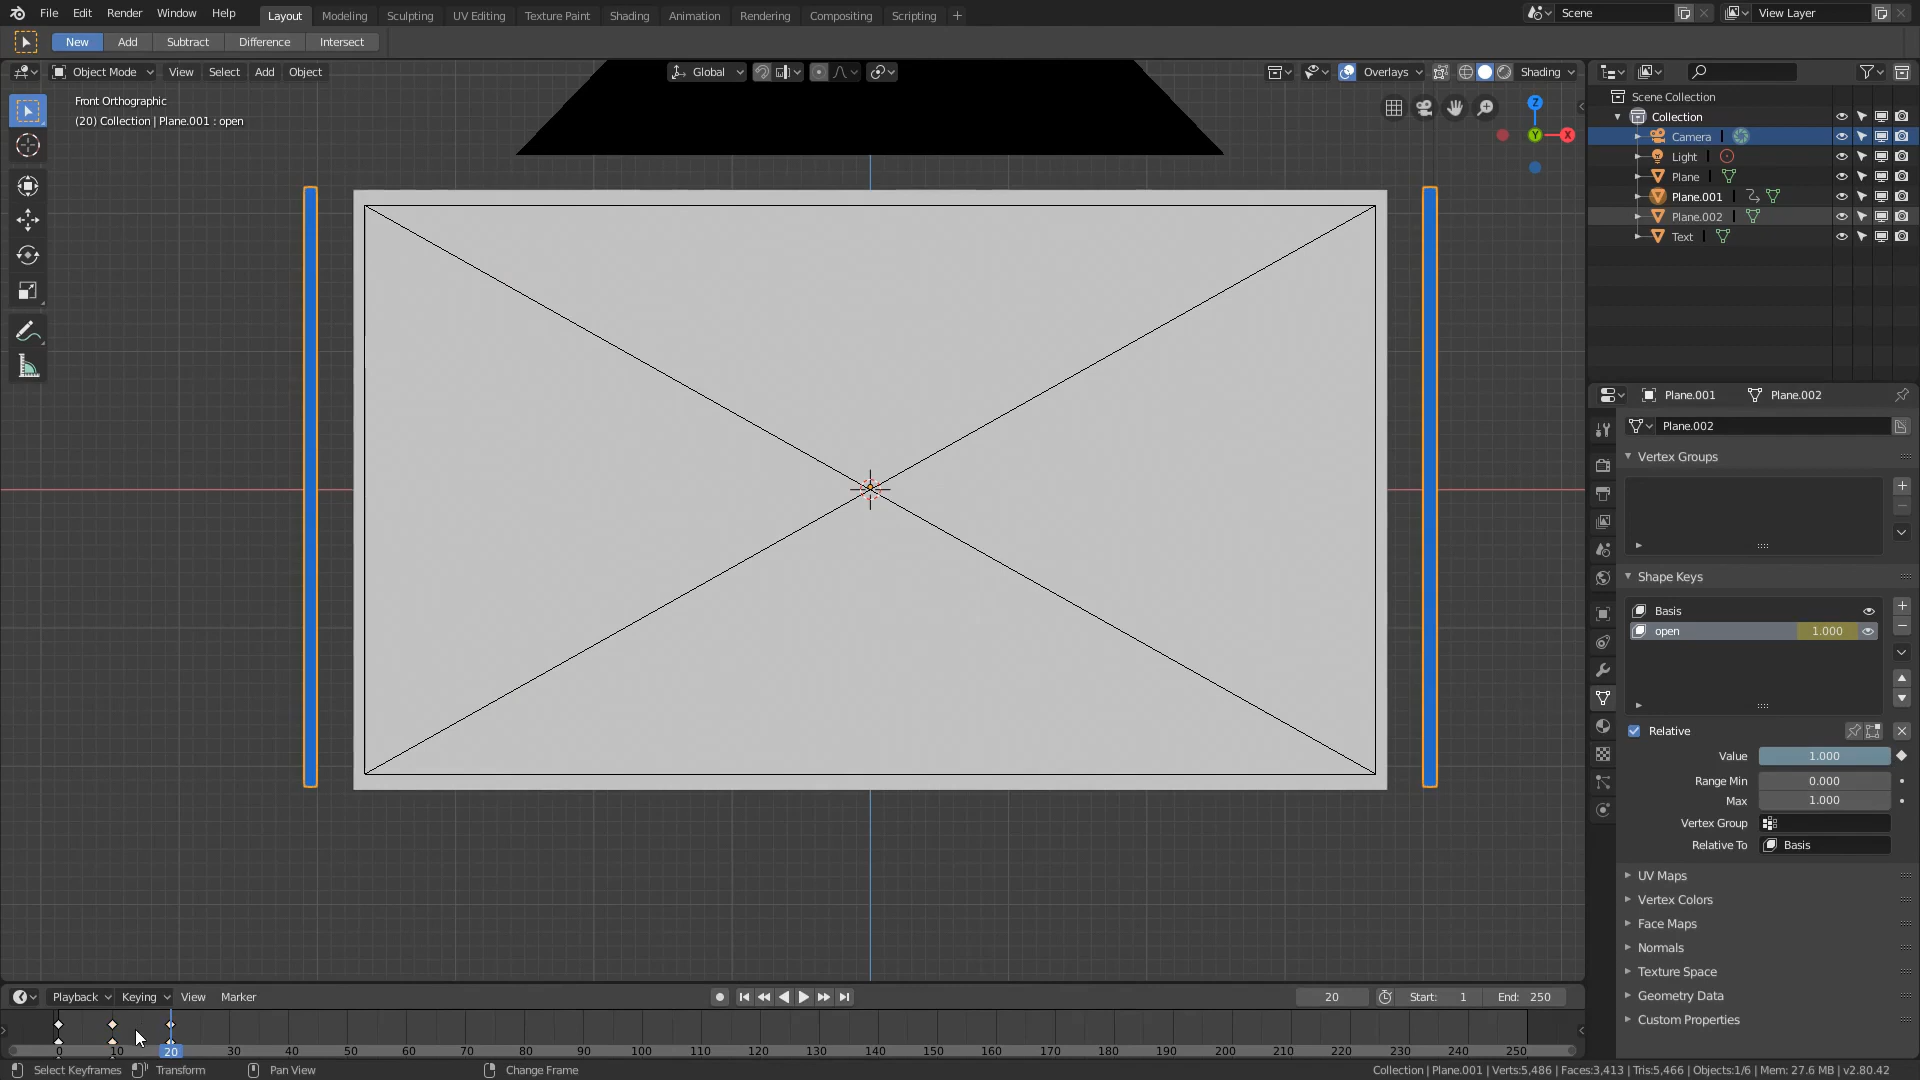 File Edit Render Window Help Layout Modeling Sculpting UV Editing Texture Paint Shading Animation Rendering Compositing Scripting + Scene View Layer
New Add Subtract Difference Intersect
Object Mode View Select Add Object Global Overlays Shading
Front Orthographic
(20) Collection | Plane.001 : open
Z
Y
X
Scene Collection
Collection
Camera
Light
Plane
Plane.001
Plane.002
Text
Plane.001 Plane.002
Plane.002
Vertex Groups
Shape Keys
Basis
open 1.000
Relative
Value 1.000
Range Min 0.000
Max 1.000
Vertex Group
Relative To Basis
UV Maps
Vertex Colors
Face Maps
Normals
Texture Space
Geometry Data
Custom Properties
Playback Keying View Marker 20 Start: 1 End: 250
0 10 20 30 40 50 60 70 80 90 100 110 120 130 140 150 160 170 180 190 200 210 220 230 240 250
Select Keyframes Transform Pan View Change Frame Collection | Plane.001 | Verts:5,486 | Faces:3,413 | Tris:5,466 | Objects:1/6 | Mem: 27.6 MB | v2.80.42